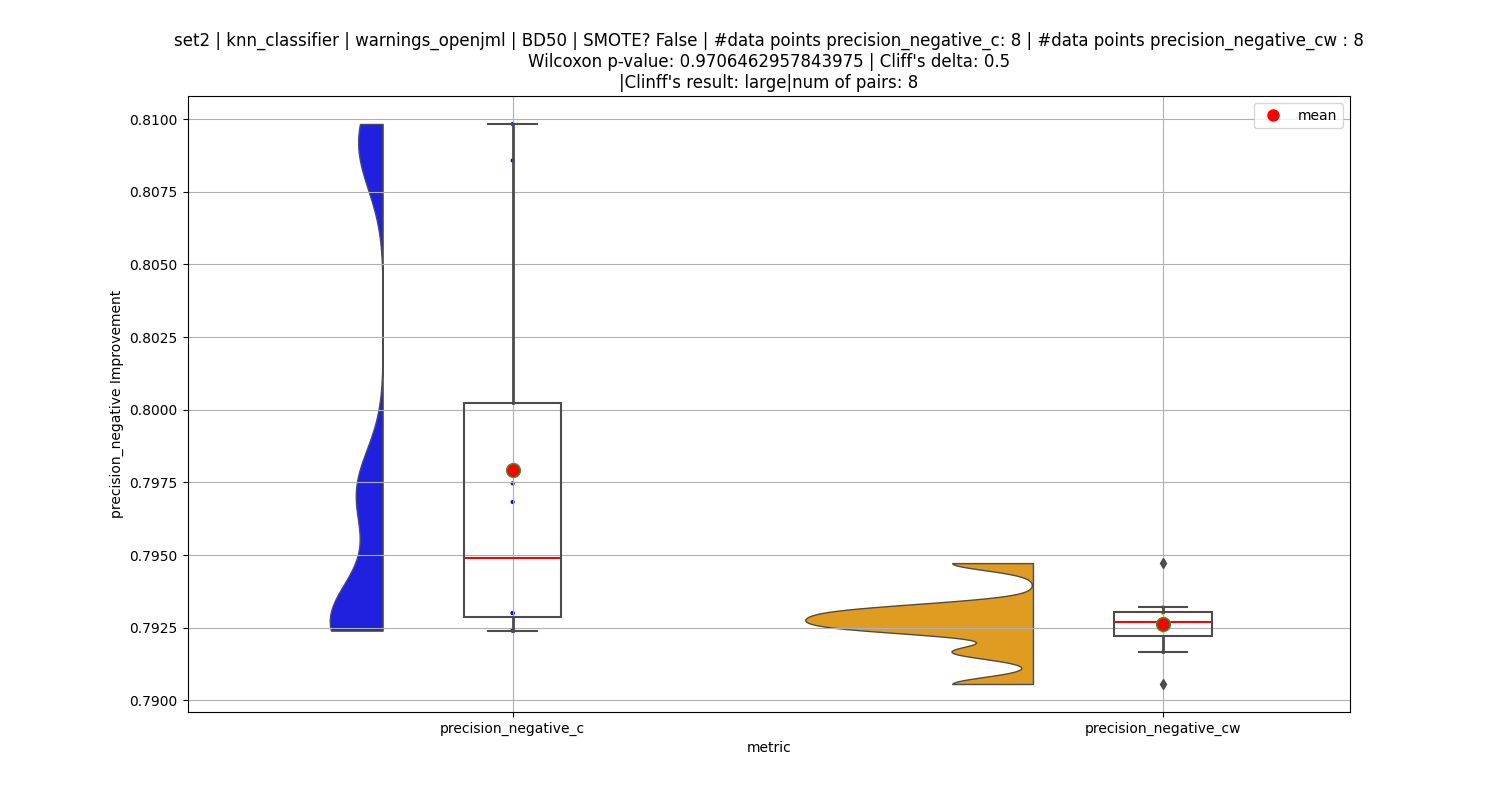 set2 | knn_classifier | warnings_openjml | BD50 | SMOTE? False | #data points precision_negative_c: 8 | #data points precision_negative_cw : 8
Wilcoxon p-value: 0.9706462957843975 | Cliff's delta: 0.5
|Clinff's result: large|num of pairs: 8
mean
0.8100
0.8075
0.8050
0.8025
0.8000
0.7975
0.7950
0.7925
0.7900
precision_negative Improvement
precision_negative_c
precision_negative_cw
metric